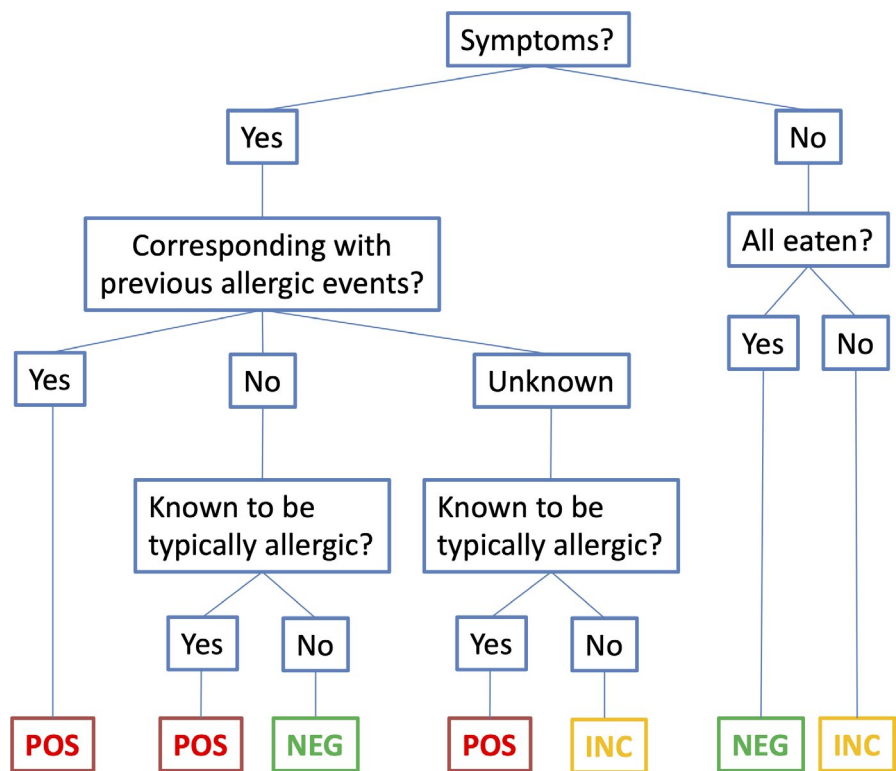 Symptoms?
Yes
No
Corresponding with
previous allergic events?
All eaten?
Yes
No
Yes
No
Unknown
Known to be
typically allergic?
Known to be
typically allergic?
Yes
No
Yes
No
POS
POS
NEG
POS
INC
NEG
INC